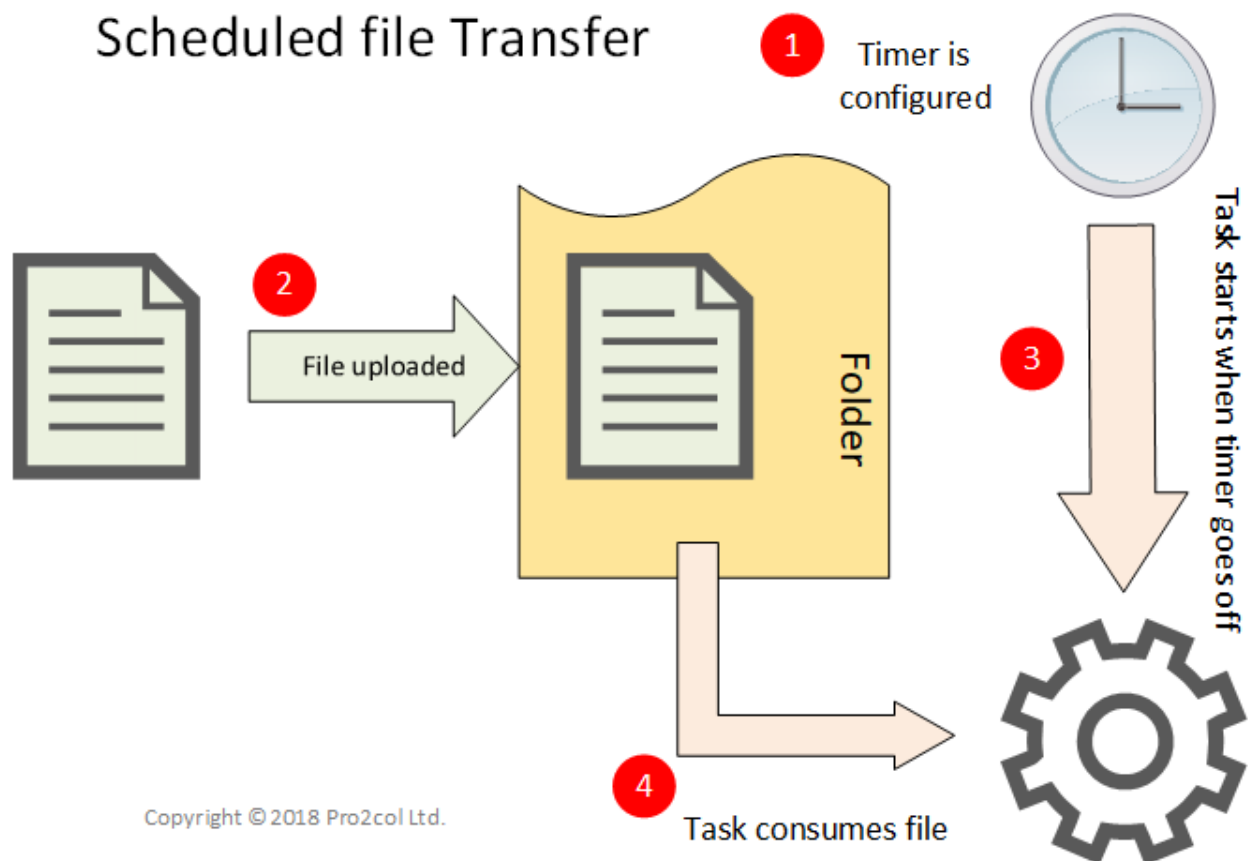 Scheduled file Transfer
1
Timer is
configured
2
File uploaded
Folder
3
Task starts when timer goes off
4
Task consumes file
Copyright © 2018 Pro2col Ltd.